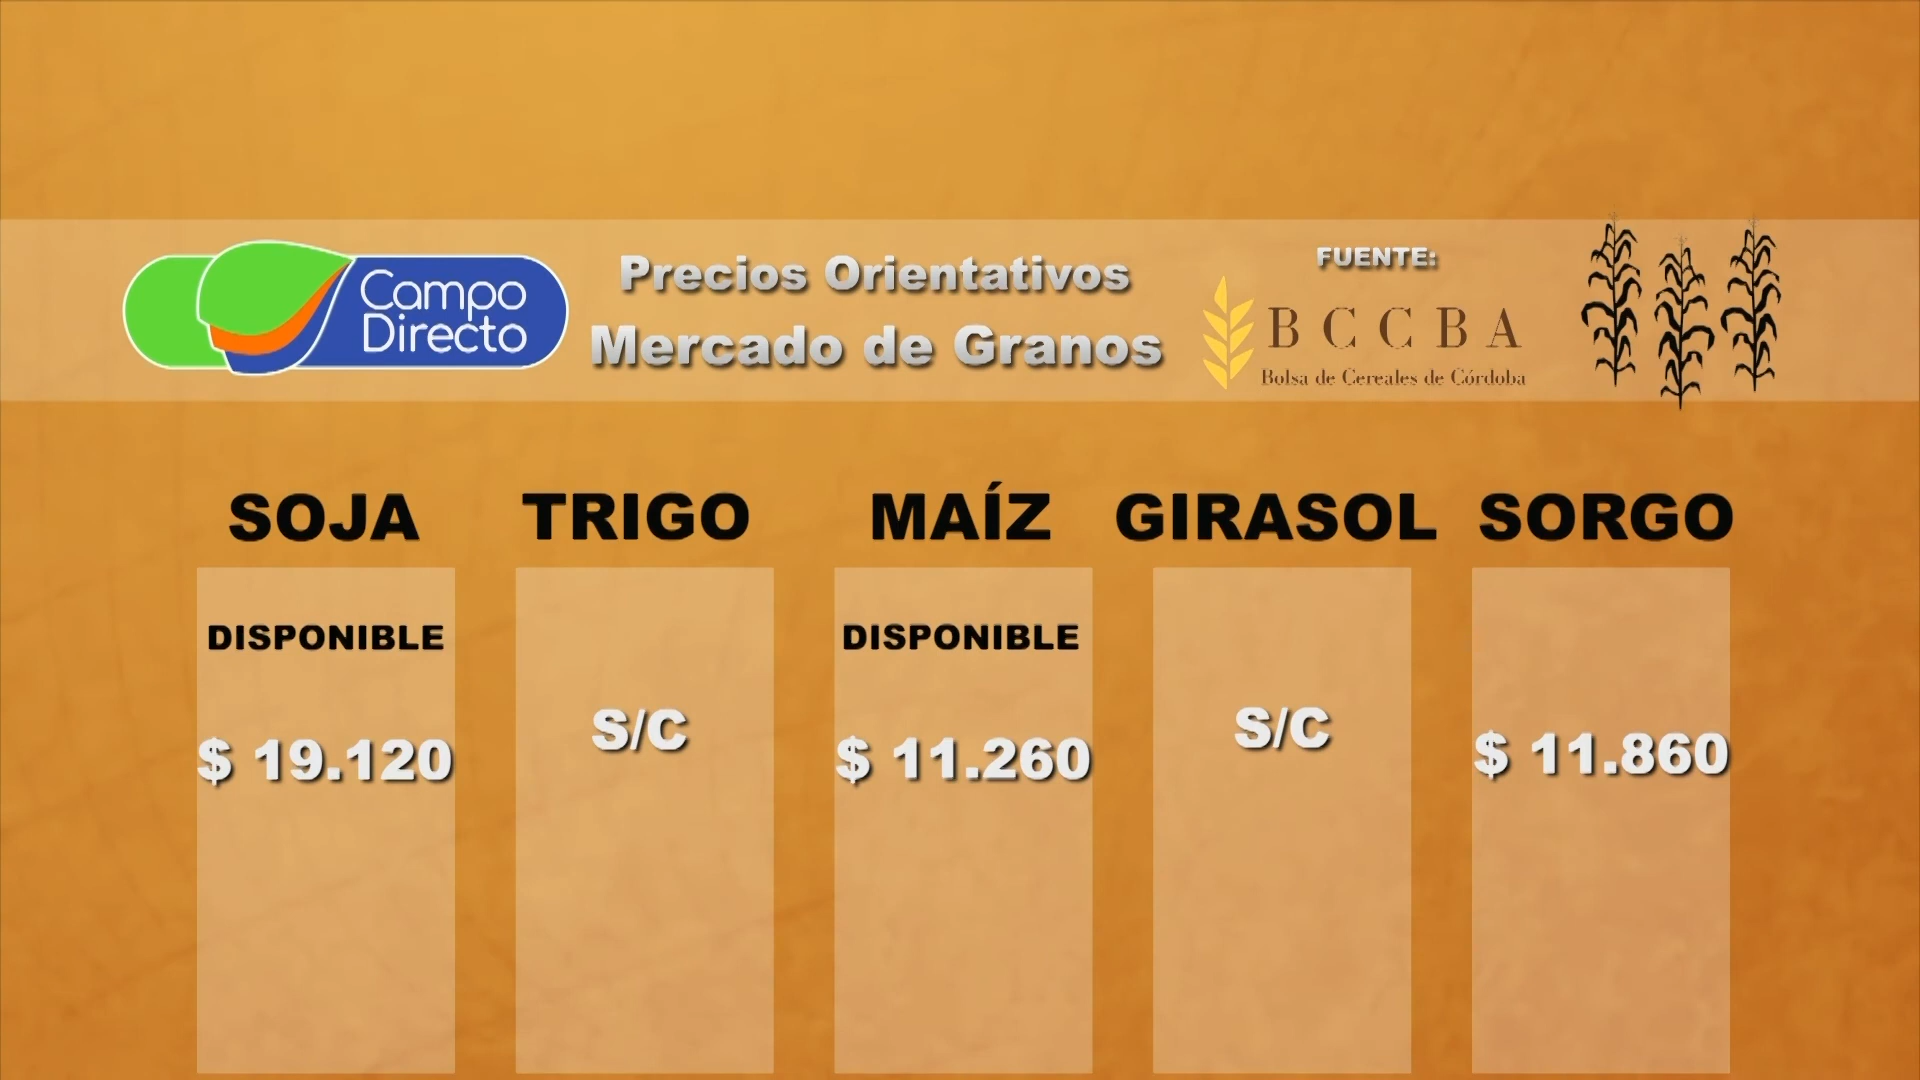 Campo
Directo
Precios Orientativos
Mercado de Granos
FUENTE:
BCCBA
Bolsa de Cereales de Córdoba
SOJA TRIGO MAÍZ GIRASOL SORGO
DISPONIBLE DISPONIBLE
$ 19.120 S/C $ 11.260 S/C $ 11.860